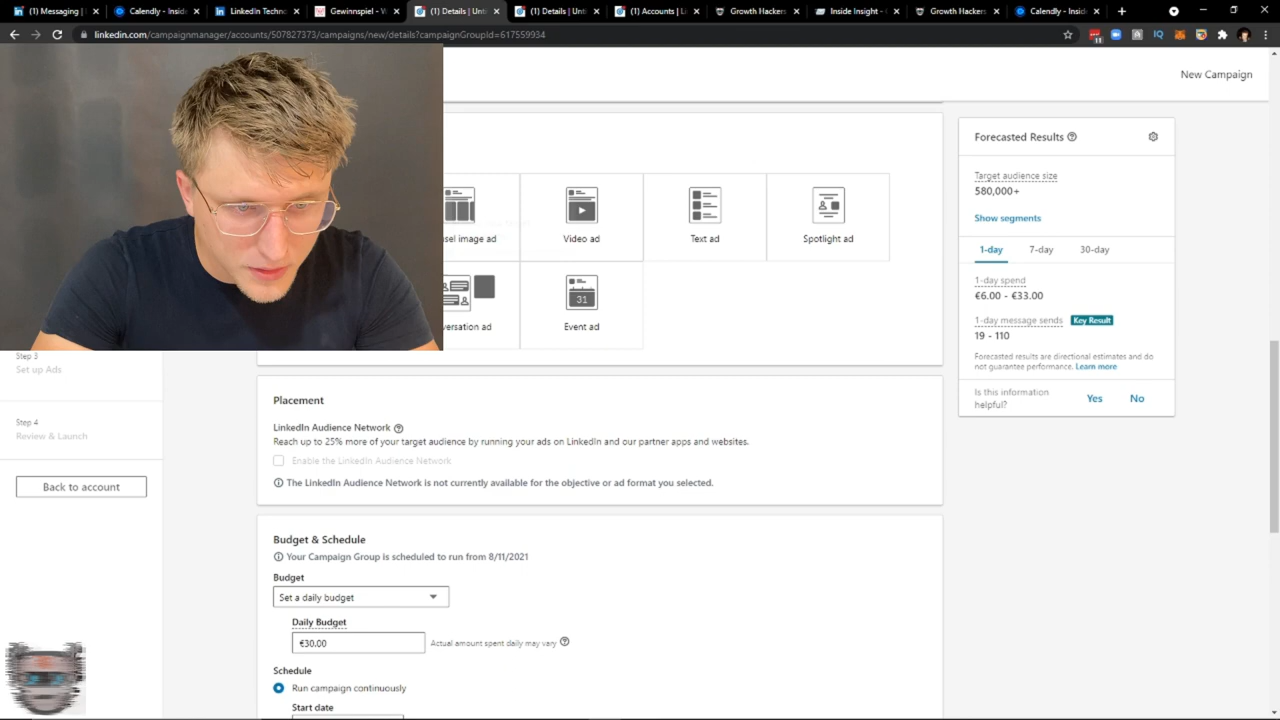 (1) Messaging |
Calendly - Inside
LinkedIn Techno
Gewinnspiel - V
(1) Details | Unti
(1) Details | Unti
(1) Accounts | L
Growth Hackers
Inside Insight -
Growth Hackers
Calendly - Inside
linkedin.com/campaignmanager/accounts/507827373/campaigns/new/details?campaignGroupId=617559934
11
IQ
New Campaign
Forecasted Results
Target audience size
580,000+
Show segments
1-day
7-day
30-day
1-day spend
€6.00 - €33.00
1-day message sends Key Result
19 - 110
Forecasted results are directional estimates and do
not guarantee performance. Learn more
Is this information
helpful?
Yes
No
sel image ad
Video ad
Text ad
Spotlight ad
31
ersation ad
Event ad
Step 3
Set up Ads
Step 4
Review & Launch
Back to account
Placement
LinkedIn Audience Network
Reach up to 25% more of your target audience by running your ads on LinkedIn and our partner apps and websites.
Enable the LinkedIn Audience Network
The LinkedIn Audience Network is not currently available for the objective or ad format you selected.
Budget & Schedule
Your Campaign Group is scheduled to run from 8/11/2021
Budget
Set a daily budget
Daily Budget
€30.00
Actual amount spent daily may vary
Schedule
Run campaign continuously
Start date